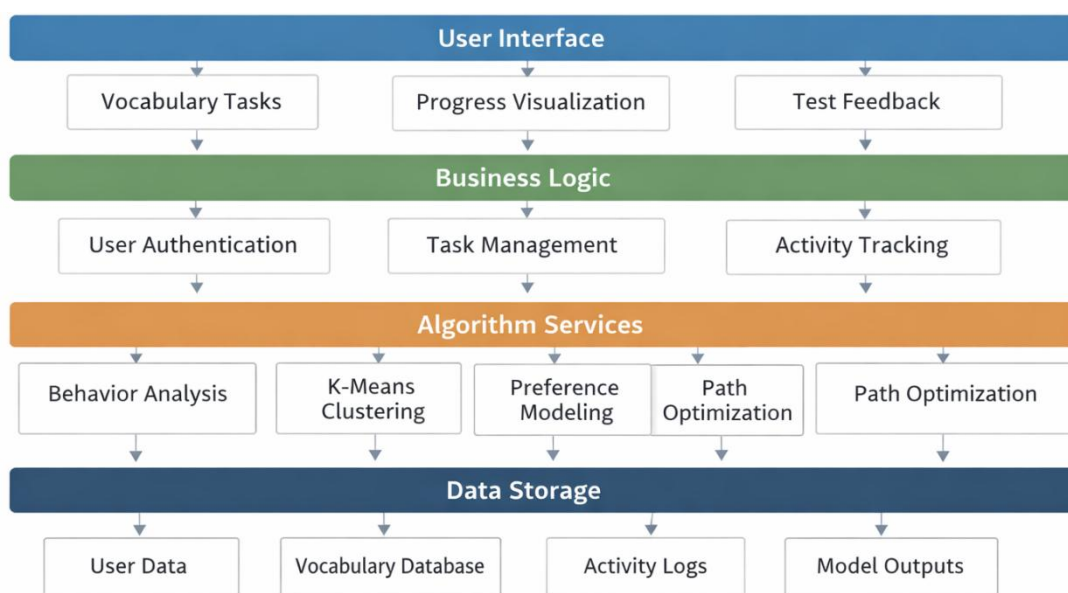 User Interface
Vocabulary Tasks
Progress Visualization
Test Feedback
Business Logic
User Authentication
Task Management
Activity Tracking
Algorithm Services
Behavior Analysis
K-Means
Clustering
Preference
Modeling
Path
Optimization
Path Optimization
Data Storage
User Data
Vocabulary Database
Activity Logs
Model Outputs